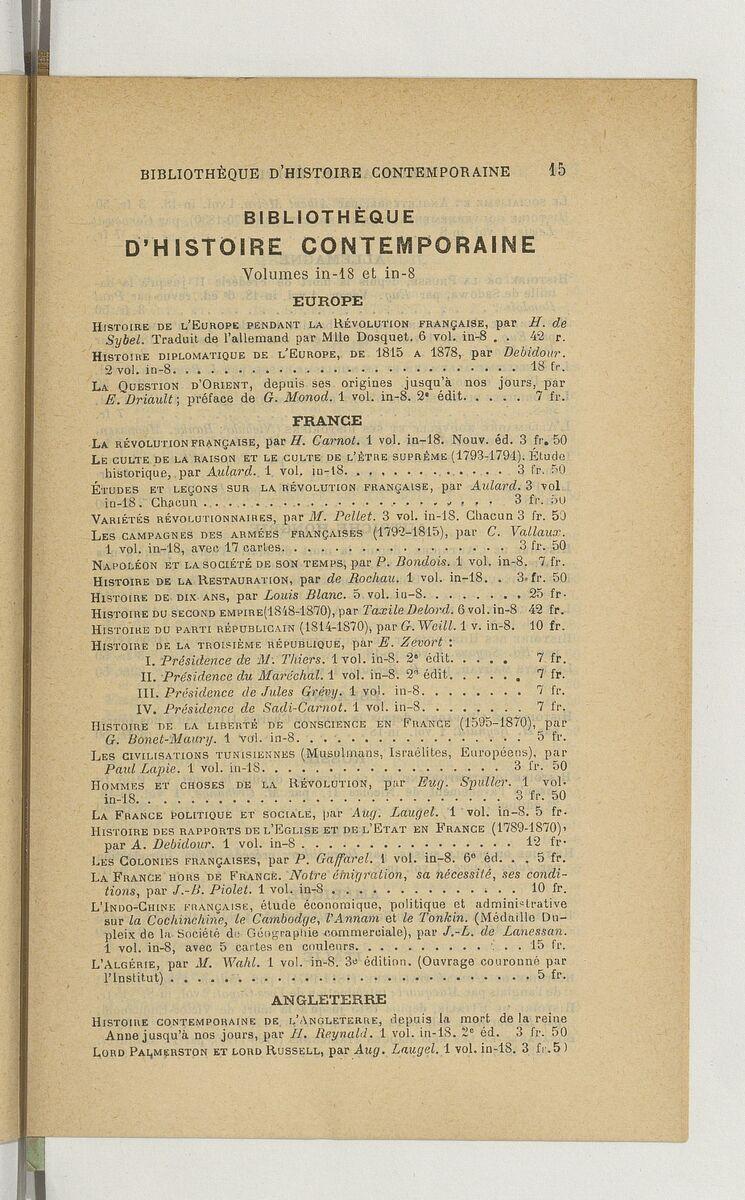 BIBLIOTHÈQUE D'HISTOIRE CONTEMPORAINE 15
BIBLIOTHÈQUE
D'HISTOIRE CONTEMPORAINE
Volumes in-18 et in-8
EUROPE
HISTOIRE DE L'EUROPE PENDANT LA RÉVOLUTION FRANÇAISE, par H. de
Sybel. Traduit de l'allemand par Mlle Dosquet. 6 vol. in-8 . . 42 r.
HISTOIRE DIPLOMATIQUE DE L'EUROPE, DE 1815 A 1878, par Debidour.
2 vol. in-8. . . . . . . . . . . . . . . . . . . . . . . . . . 18 fr.
LA QUESTION D'ORIENT, depuis ses origines jusqu'à nos jours, par
E. Driault; préface de G. Monod. 1 vol. in-8. 2e édit. . . . . 7 fr.
FRANCE
LA RÉVOLUTION FRANÇAISE, par H. Carnot. 1 vol. in-18. Nouv. éd. 3 fr. 50
LE CULTE DE LA RAISON ET LE CULTE DE L'ÊTRE SUPRÊME (1793-1794). Étude
historique, par Aulard. 1 vol. in-18. . . . . . . . . . . . . 3 fr. 50
ÉTUDES ET LEÇONS SUR LA RÉVOLUTION FRANÇAISE, par Aulard. 3 vol.
in-18. Chacun . . . . . . . . . . . . . . . . . . . . . . 3 fr. 50
VARIÉTÉS RÉVOLUTIONNAIRES, par M. Pellet. 3 vol. in-18. Chacun 3 fr. 50
LES CAMPAGNES DES ARMÉES FRANÇAISES (1792-1815), par C. Vallaux.
1 vol. in-18, avec 17 cartes. . . . . . . . . . . . . . . . . 3 fr. 50
NAPOLÉON ET LA SOCIÉTÉ DE SON TEMPS, par P. Bondois. 1 vol. in-8. 7 fr.
HISTOIRE DE LA RESTAURATION, par de Rochau. 1 vol. in-18. . 3 fr. 50
HISTOIRE DE DIX ANS, par Louis Blanc. 5 vol. in-8. . . . . . . 25 fr.
HISTOIRE DU SECOND EMPIRE (1848-1870), par Taxile Delord. 6 vol. in-8 42 fr.
HISTOIRE DU PARTI RÉPUBLICAIN (1814-1870), par G. Weill. 1 v. in-8. 10 fr.
HISTOIRE DE LA TROISIÈME RÉPUBLIQUE, par E. Zevort :
I. Présidence de M. Thiers. 1 vol. in-8. 2e édit. . . . . 7 fr.
II. Présidence du Maréchal. 1 vol. in-8. 2e édit. . . . . 7 fr.
III. Présidence de Jules Grévy. 1 vol. in-8. . . . . . . . 7 fr.
IV. Présidence de Sadi-Carnot. 1 vol. in-8. . . . . . . . 7 fr.
HISTOIRE DE LA LIBERTÉ DE CONSCIENCE EN FRANCE (1595-1870), par
G. Bonet-Maury. 1 vol. in-8. . . . . . . . . . . . . . . . . 5 fr.
LES CIVILISATIONS TUNISIENNES (Musulmans, Israélites, Européens), par
Paul Lapie. 1 vol. in-18. . . . . . . . . . . . . . . . . . . 3 fr. 50
HOMMES ET CHOSES DE LA RÉVOLUTION, par Eug. Spuller. 1 vol.
in-18. . . . . . . . . . . . . . . . . . . . . . . . . . . . 3 fr. 50
LA FRANCE POLITIQUE ET SOCIALE, par Aug. Laugel. 1 vol. in-8. 5 fr.
HISTOIRE DES RAPPORTS DE L'EGLISE ET DE L'ETAT EN FRANCE (1789-1870),
par A. Debidour. 1 vol. in-8 . . . . . . . . . . . . . . . . 12 fr.
LES COLONIES FRANÇAISES, par P. Gaffarel. 1 vol. in-8. 6e éd. . . 5 fr.
LA FRANCE HORS DE FRANCE. Notre émigration, sa nécessité, ses condi-
tions, par J.-B. Piolet. 1 vol. in-8 . . . . . . . . . . . . . 10 fr.
L'INDO-CHINE FRANÇAISE, étude économique, politique et administrative
sur la Cochinchine, le Cambodge, l'Annam et le Tonkin. (Médaille Du-
pleix de la Société de Géographie commerciale), par J.-L. de Lanessan.
1 vol. in-8, avec 5 cartes en couleurs. . . . . . . . . . . . . 15 fr.
L'ALGÉRIE, par M. Wahl. 1 vol. in-8. 3e édition. (Ouvrage couronné par
l'Institut) . . . . . . . . . . . . . . . . . . . . . . . . . . 5 fr.
ANGLETERRE
HISTOIRE CONTEMPORAINE DE L'ANGLETERRE, depuis la mort de la reine
Anne jusqu'à nos jours, par H. Reynald. 1 vol. in-18. 2e éd. 3 fr. 50
LORD PALMERSTON ET LORD RUSSELL, par Aug. Laugel. 1 vol. in-18. 3 fr. 5)